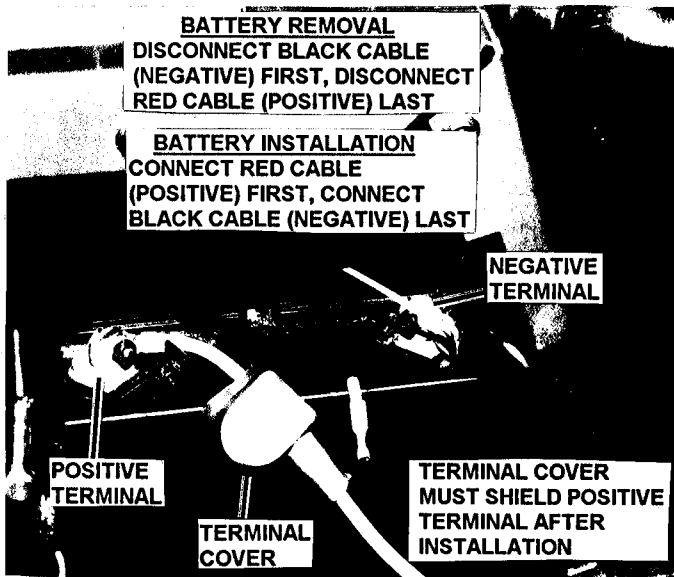 BATTERY REMOVAL
DISCONNECT BLACK CABLE
(NEGATIVE) FIRST, DISCONNECT
RED CABLE (POSITIVE) LAST
BATTERY INSTALLATION
CONNECT RED CABLE
(POSITIVE) FIRST, CONNECT
BLACK CABLE (NEGATIVE) LAST
NEGATIVE
TERMINAL
POSITIVE
TERMINAL
TERMINAL
COVER
TERMINAL COVER
MUST SHIELD POSITIVE
TERMINAL AFTER
INSTALLATION